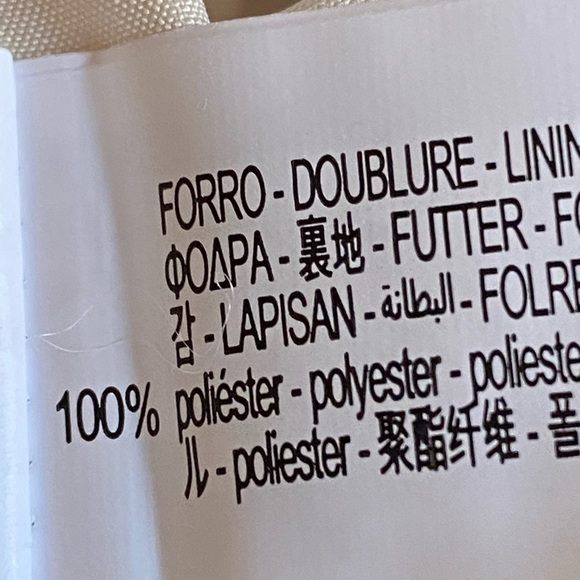 FORRO - DOUBLURE - LININ
ΦΟΔΡΑ - 裏地 - FUTTER - FO
감 - LAPISAN - البطانة - FOLRE
100% poliéster - polyester - polieste
ル - poliester - 聚酯纤维 - 폴